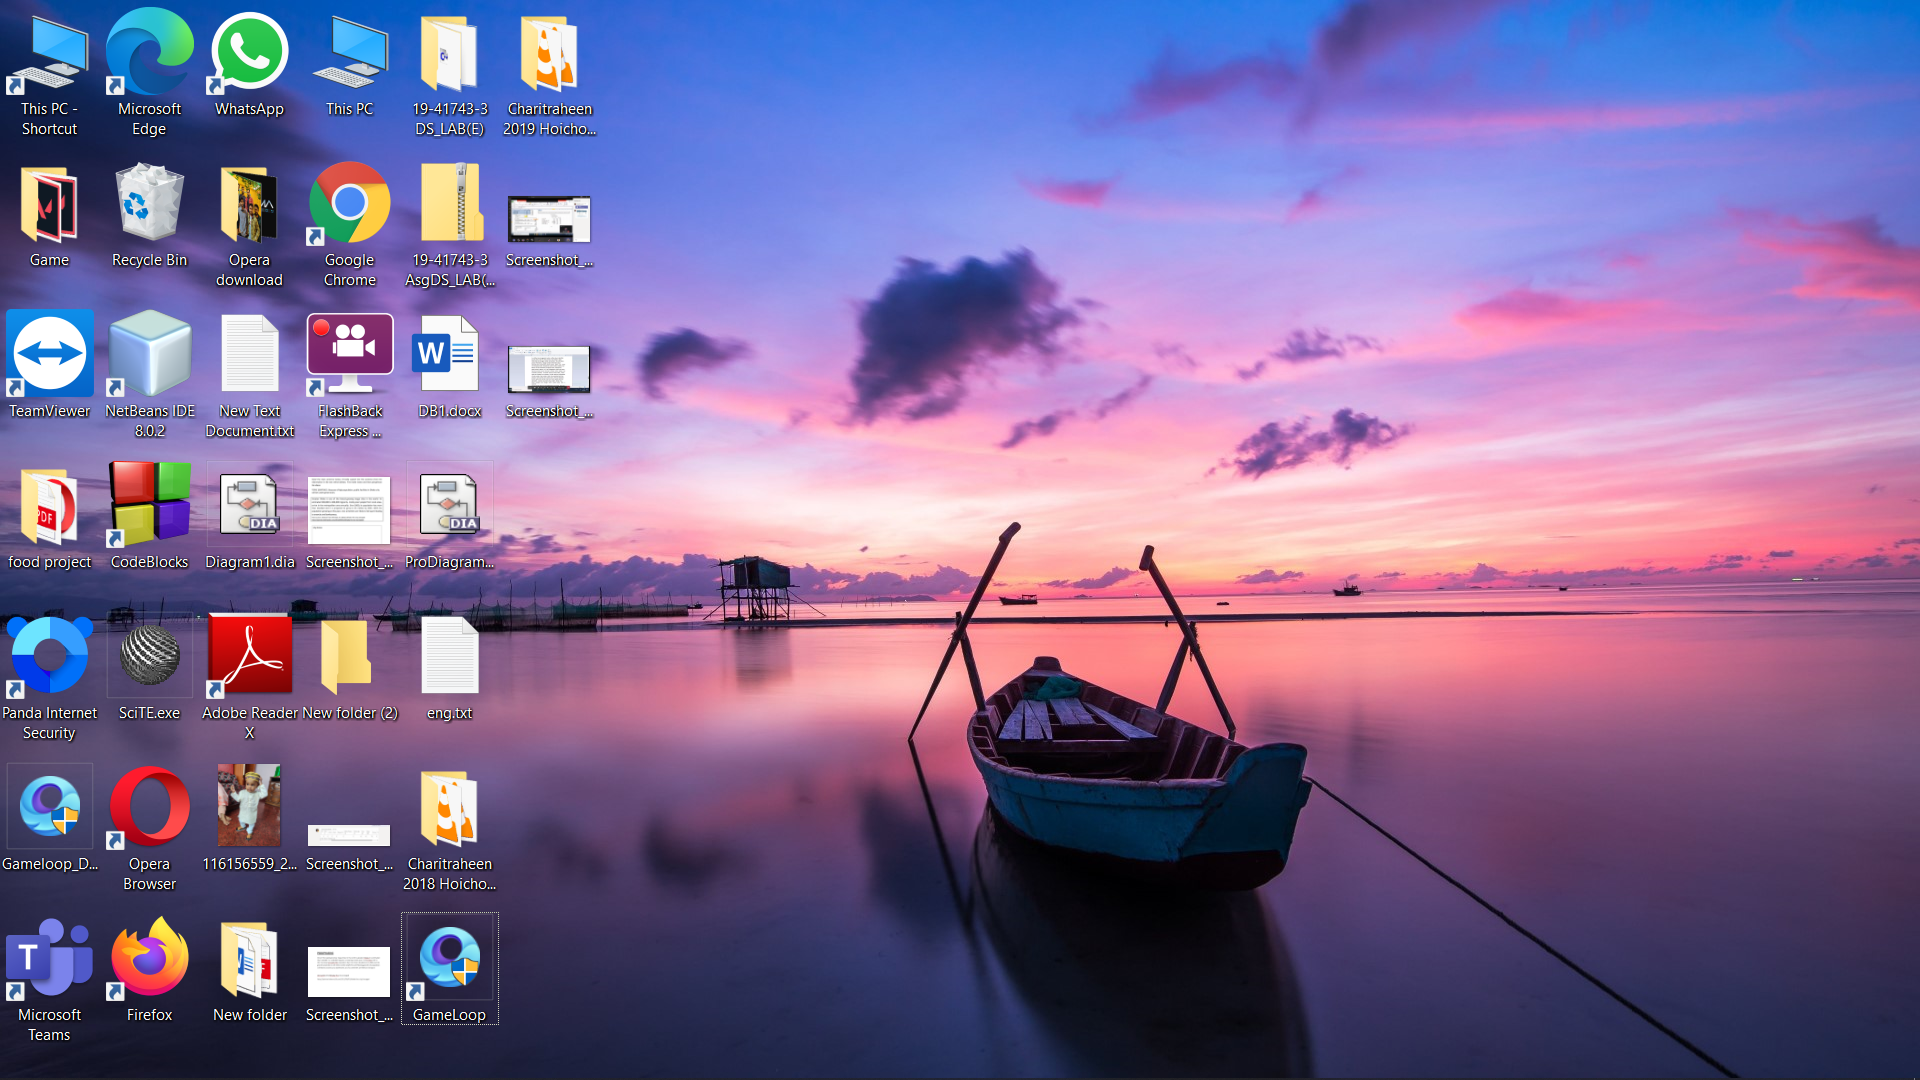 This PC -
Shortcut
Microsoft
Edge
WhatsApp
This PC
19-41743-3
DS_LAB(E)
Charitraheen
2019 Hoicho...
Game
Recycle Bin
Opera
download
Google
Chrome
19-41743-3
AsgDS_LAB(...
Screenshot_...
TeamViewer
NetBeans IDE
8.0.2
New Text
Document.txt
FlashBack
Express ...
W
DB1.docx
Screenshot_...
PDF
food project
CodeBlocks
DIA
Diagram1.dia
Screenshot_...
DIA
ProDiagram...
Panda Internet
Security
SciTE.exe
Adobe Reader
X
New folder (2)
eng.txt
Gameloop_D...
Opera
Browser
116156559_2...
Screenshot_...
Charitraheen
2018 Hoicho...
T
Microsoft
Teams
Firefox
New folder
Screenshot_...
GameLoop